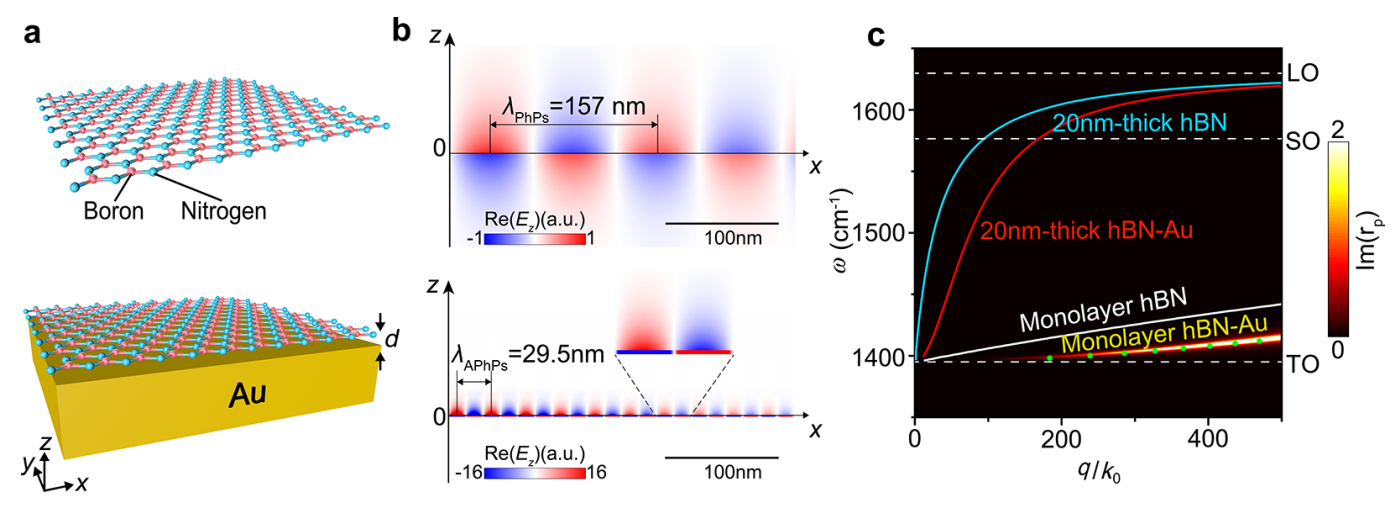 a
Boron
Nitrogen
d
Au
z
y
x
b
z
λPhPs=157 nm
0
x
Re(Ez)(a.u.)
-1
1
100nm
z
λAPhPs=29.5nm
0
x
Re(Ez)(a.u.)
-16
16
100nm
c
LO
1600
20nm-thick hBN
SO
2
ω (cm-1)
1500
20nm-thick hBN-Au
Im(rp)
Monolayer hBN
Monolayer hBN-Au
1400
TO
0
0
200
400
q/k0